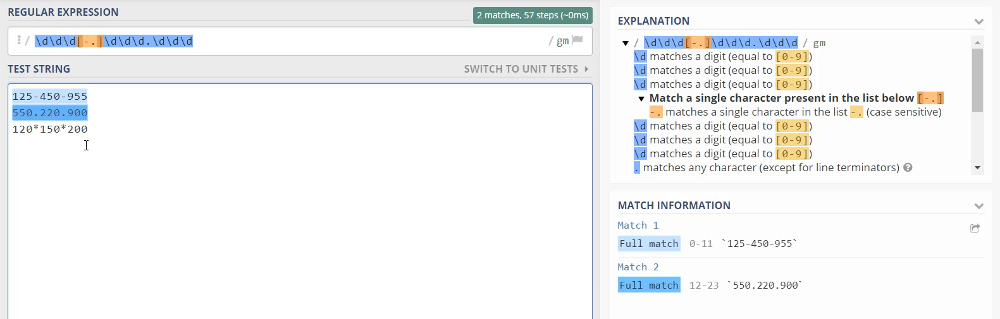 REGULAR EXPRESSION
2 matches, 57 steps (~0ms)
/ \d\d\d[-.]\d\d\d.\d\d\d / gm
TEST STRING
SWITCH TO UNIT TESTS
125-450-955
550.220.900
120*150*200
EXPLANATION
/ \d\d\d[-.]\d\d\d.\d\d\d / gm
\d matches a digit (equal to [0-9])
\d matches a digit (equal to [0-9])
\d matches a digit (equal to [0-9])
Match a single character present in the list below [-.]
-. matches a single character in the list -. (case sensitive)
\d matches a digit (equal to [0-9])
\d matches a digit (equal to [0-9])
\d matches a digit (equal to [0-9])
. matches any character (except for line terminators) ?
MATCH INFORMATION
Match 1
Full match 0-11 `125-450-955`
Match 2
Full match 12-23 `550.220.900`